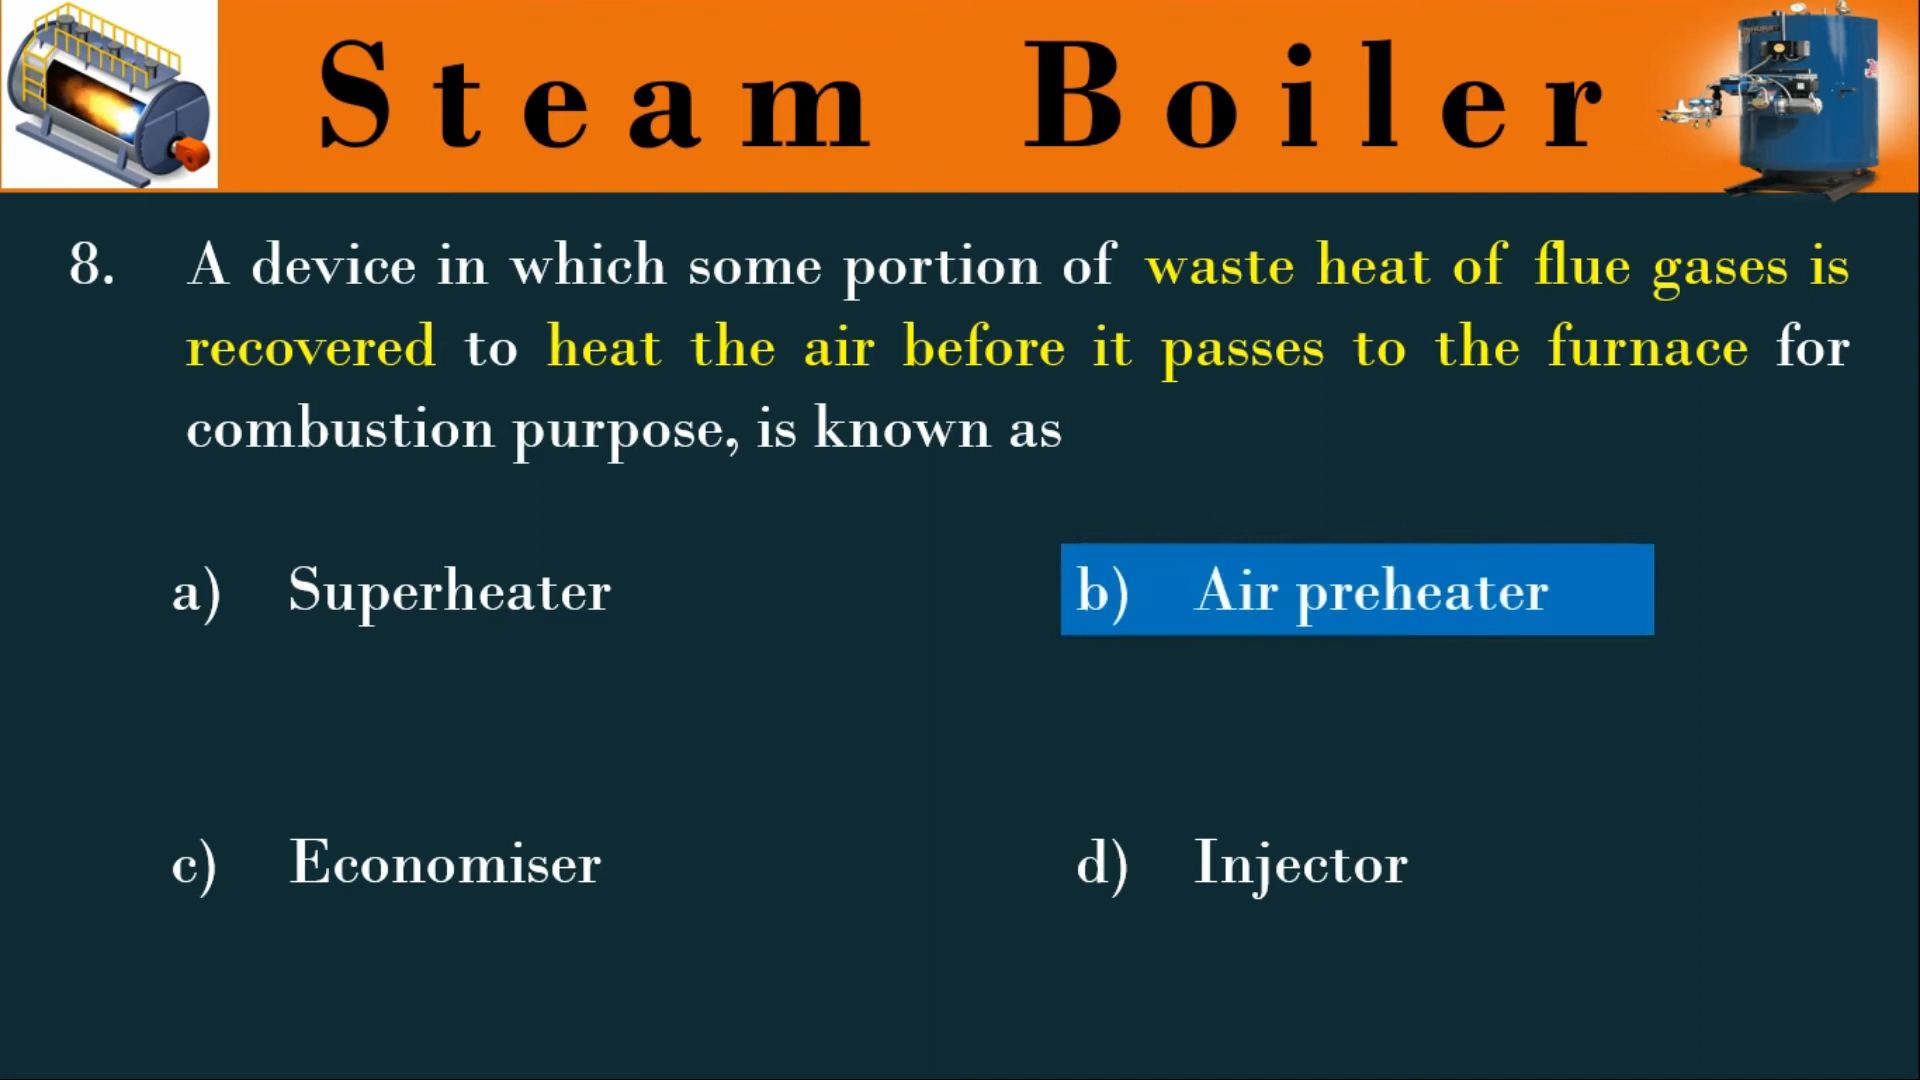 Steam Boiler
8. A device in which some portion of waste heat of flue gases is
recovered to heat the air before it passes to the furnace for
combustion purpose, is known as
a) Superheater
b) Air preheater
c) Economiser
d) Injector